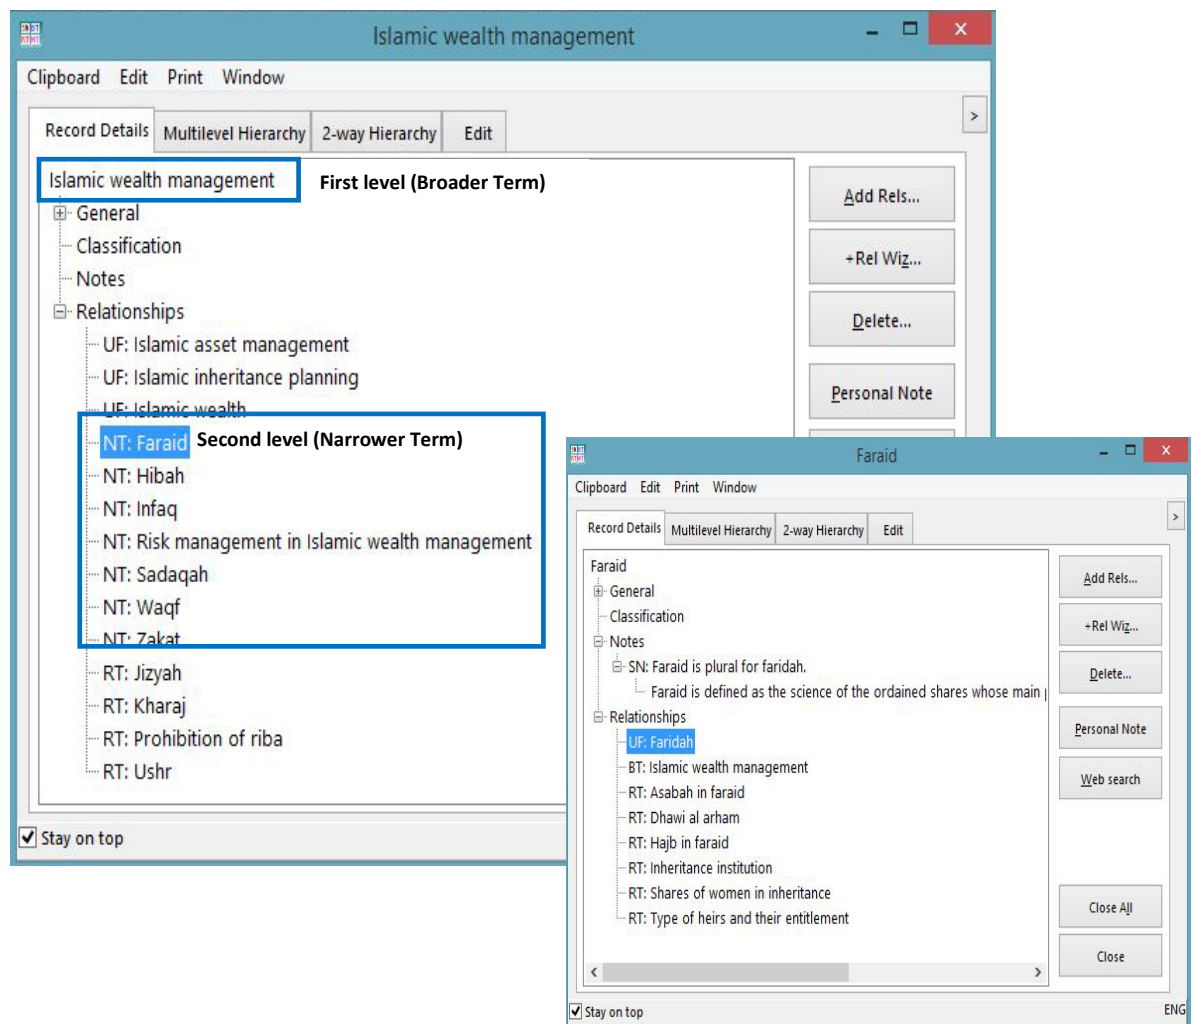 Islamic wealth management
Clipboard Edit Print Window
Record Details Multilevel Hierarchy 2-way Hierarchy Edit
>
Islamic wealth management First level (Broader Term)
General
Classification
Notes
Relationships
UF: Islamic asset management
UF: Islamic inheritance planning
UF: Islamic wealth
NT: Faraid Second level (Narrower Term)
NT: Hibah
NT: Infaq
NT: Risk management in Islamic wealth management
NT: Sadaqah
NT: Waqf
NT: Zakat
RT: Jizyah
RT: Kharaj
RT: Prohibition of riba
RT: Ushr
Add Rels...
+Rel Wiz...
Delete...
Personal Note
Stay on top
Faraid
Clipboard Edit Print Window
Record Details Multilevel Hierarchy 2-way Hierarchy Edit
>
Faraid
General
Classification
Notes
SN: Faraid is plural for faridah.
Faraid is defined as the science of the ordained shares whose main
Relationships
UF: Faridah
BT: Islamic wealth management
RT: Asabah in faraid
RT: Dhawi al arham
RT: Hajb in faraid
RT: Inheritance institution
RT: Shares of women in inheritance
RT: Type of heirs and their entitlement
Add Rels...
+Rel Wiz...
Delete...
Personal Note
Web search
Close All
Close
Stay on top
ENG